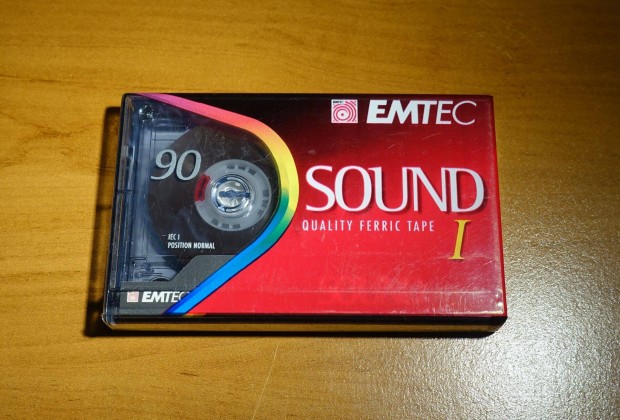 EMTEC
90
SOUND
QUALITY FERRIC TAPE
I
IEC I
POSITION NORMAL
EMTEC